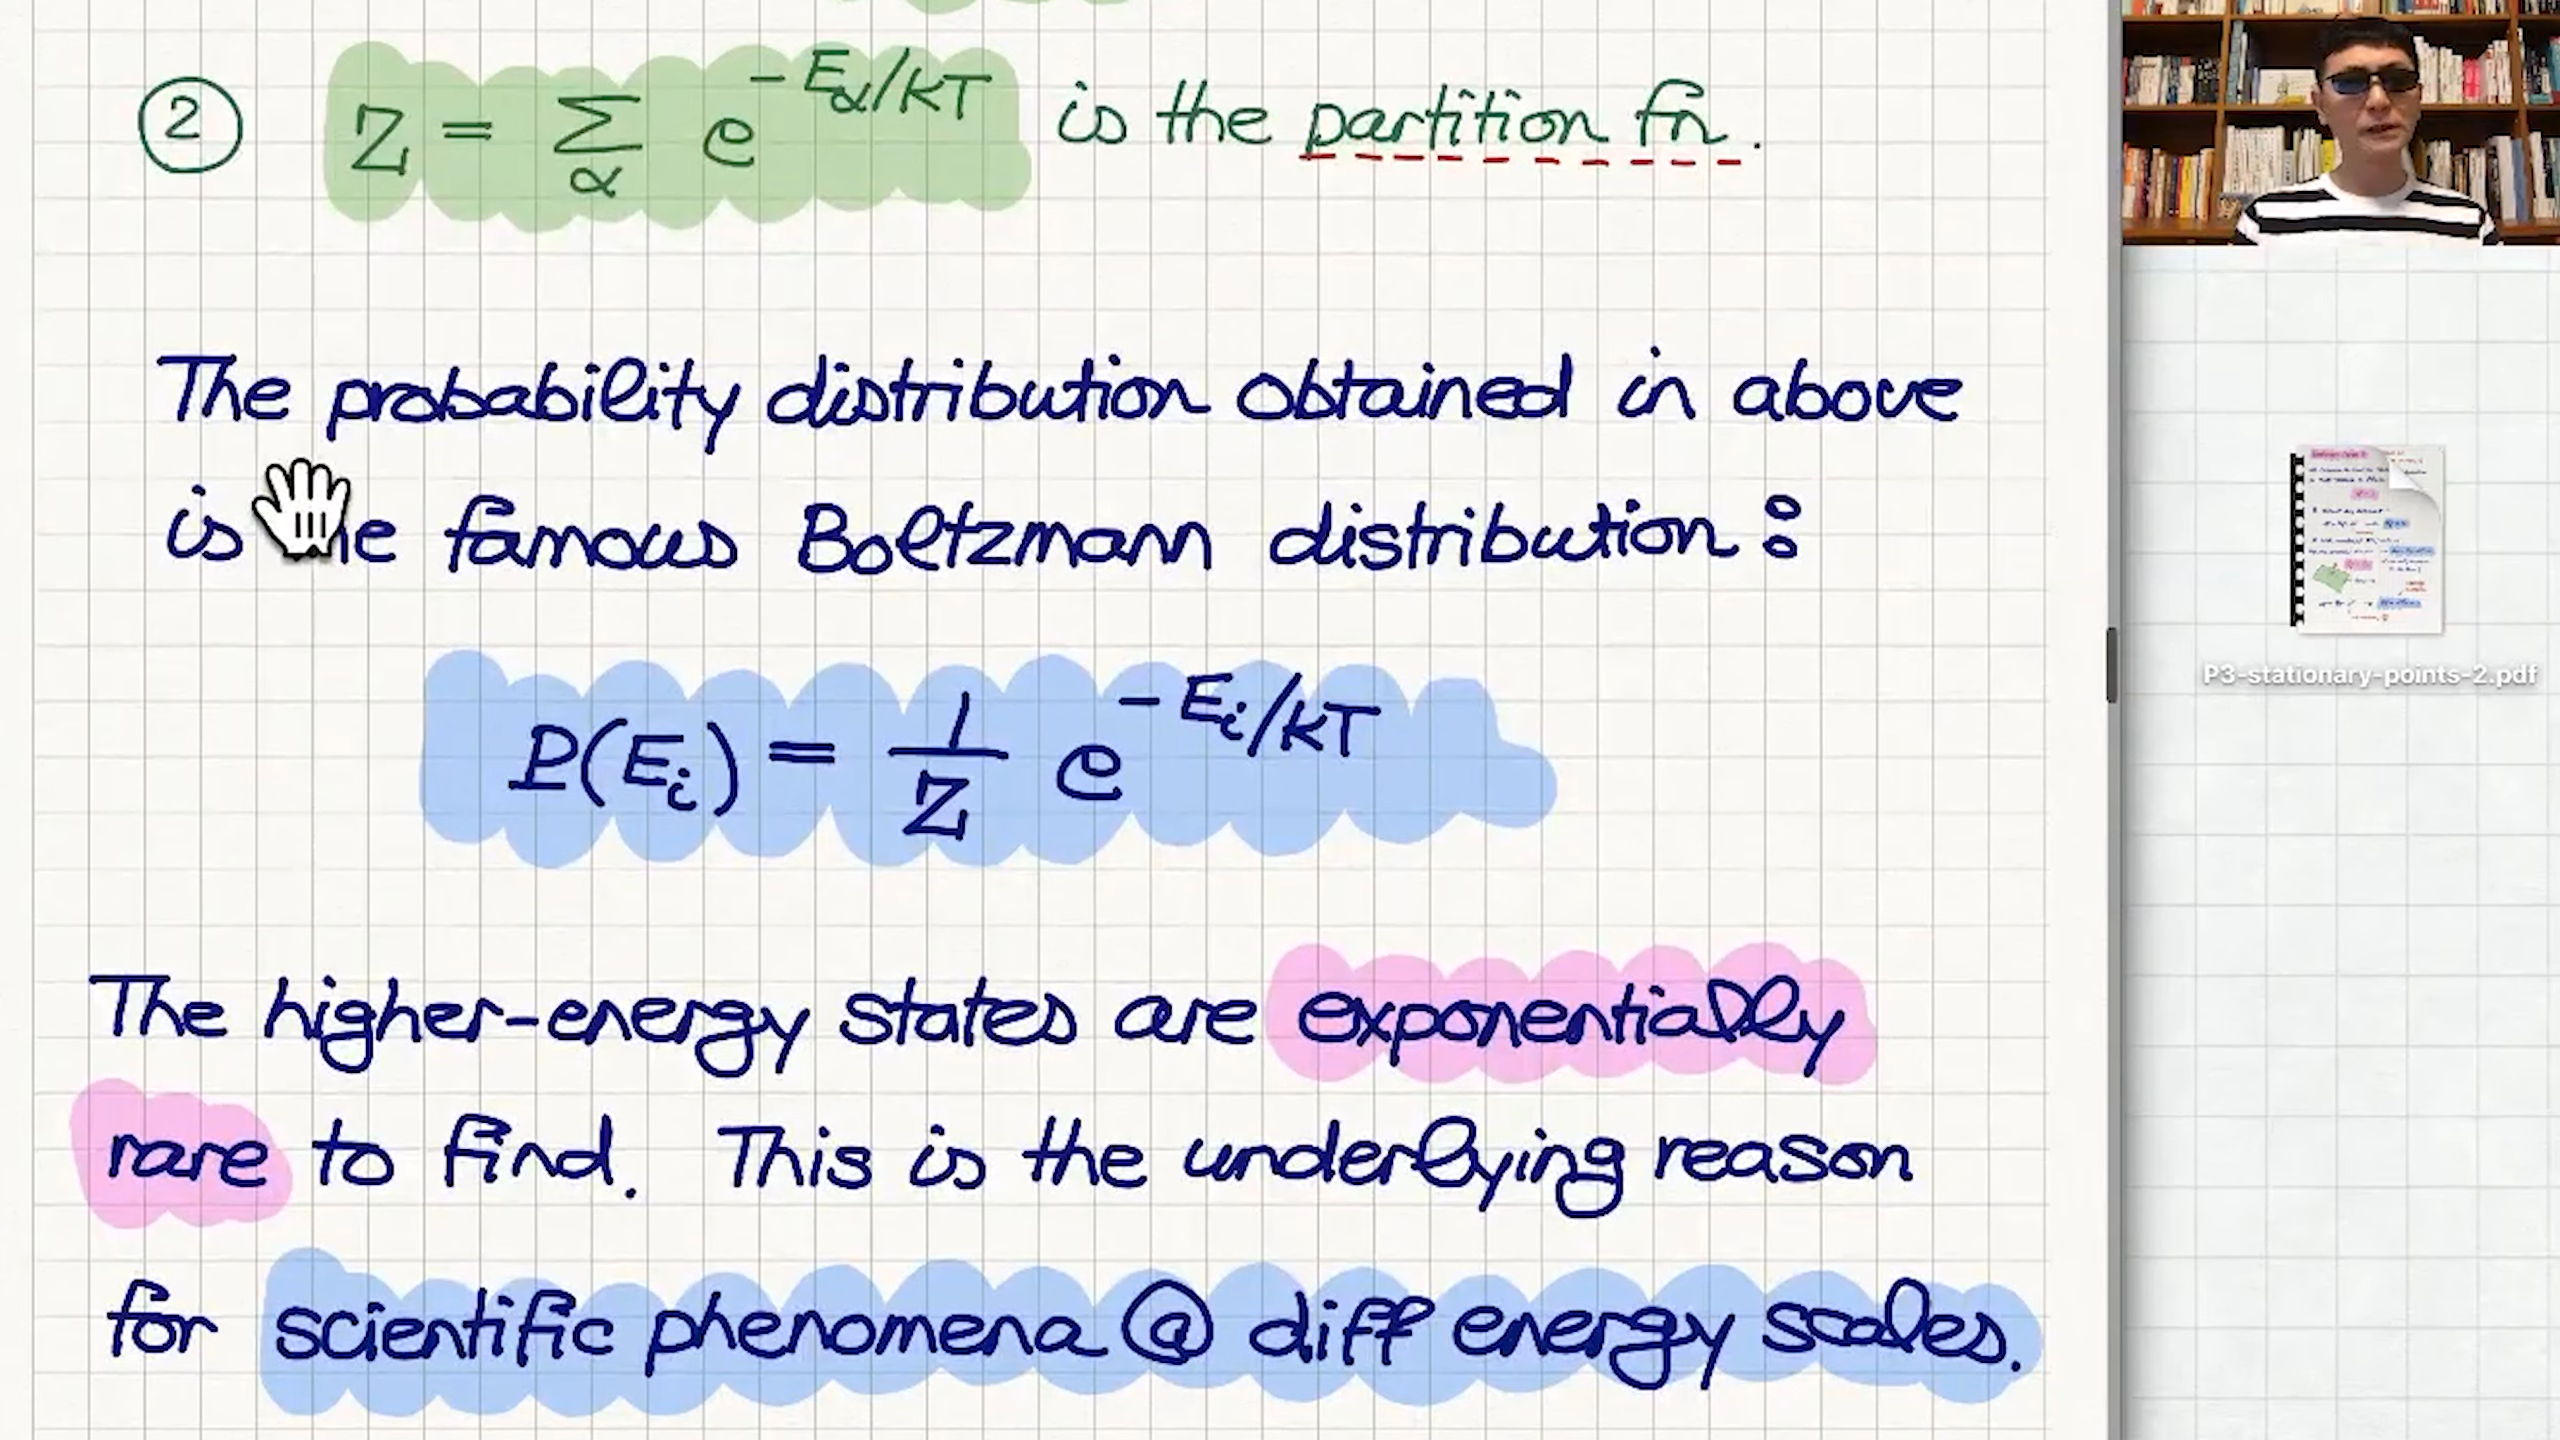 ② Z = Σ_α e^{-E_α/kT} is the partition fn.
The probability distribution obtained in above
is the famous Boltzmann distribution:
P(E_i) = 1/Z e^{-E_i/kT}
The higher-energy states are exponentially
rare to find. This is the underlying reason
for scientific phenomena @ diff energy scales.
P3-stationary-points-2.pdf